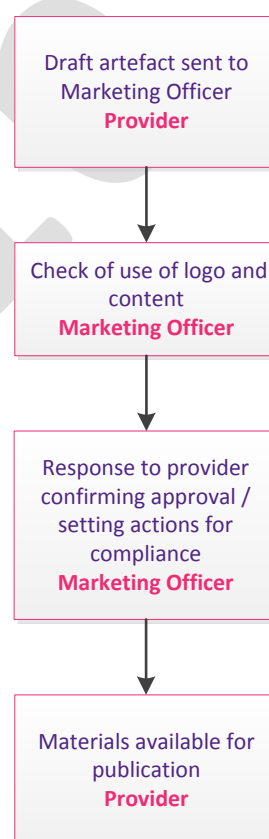 Draft artefact sent to
Marketing Officer
Provider
Check of use of logo and
content
Marketing Officer
Response to provider
confirming approval /
setting actions for
compliance
Marketing Officer
Materials available for
publication
Provider